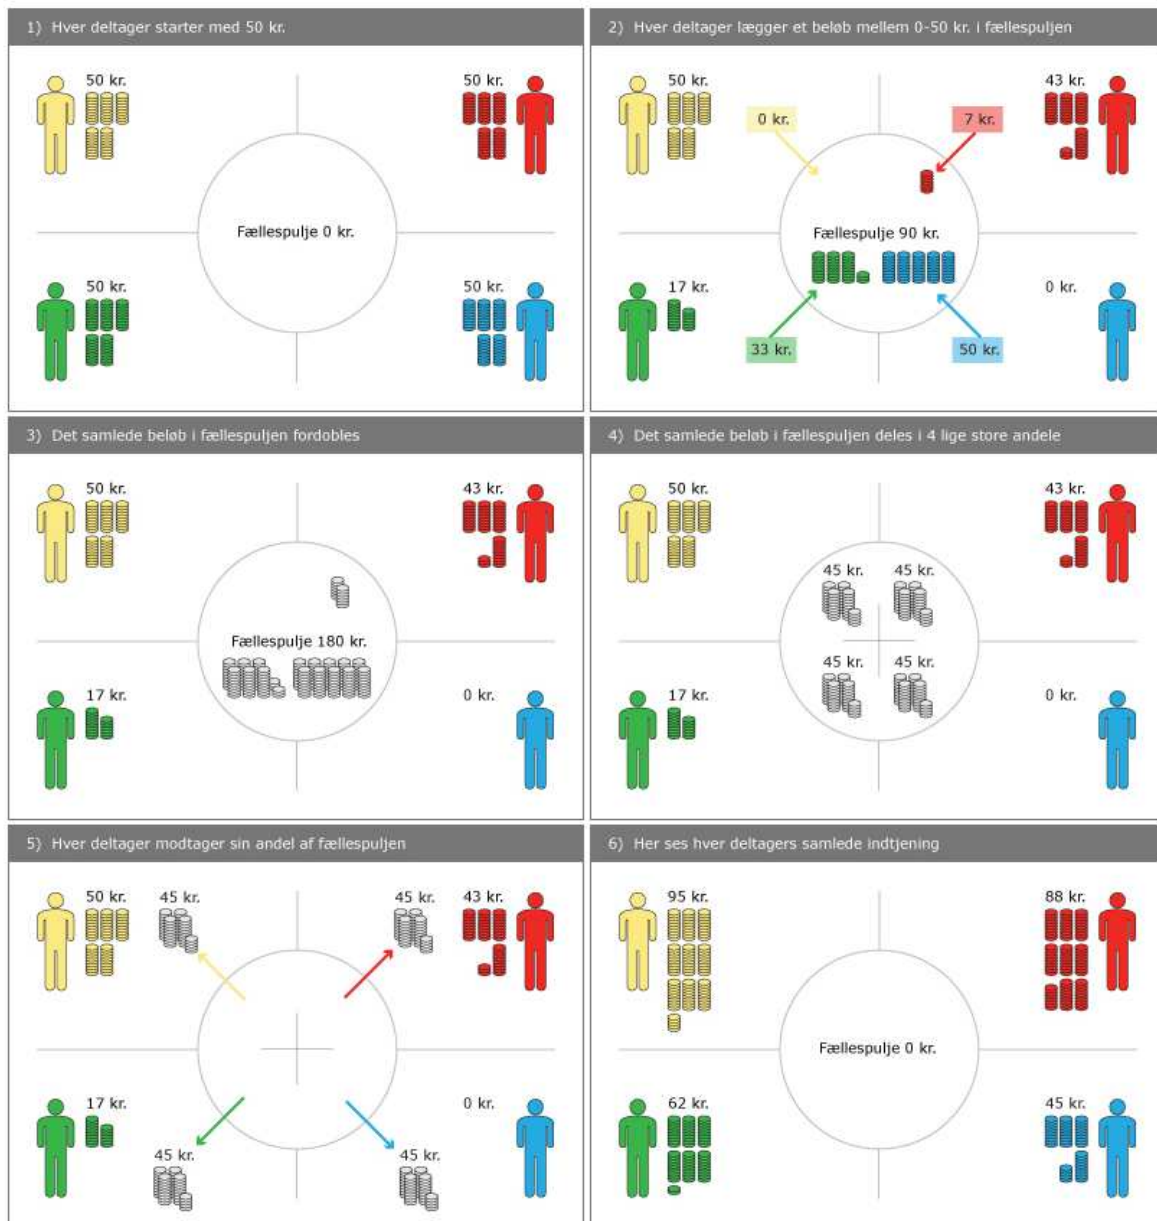 1) Hver deltager starter med 50 kr.
50 kr.
50 kr.
Fællespulje 0 kr.
50 kr.
50 kr.
2) Hver deltager lægger et beløb mellem 0-50 kr. i fællespuljen
50 kr.
43 kr.
0 kr.
7 kr.
Fællespulje 90 kr.
17 kr.
0 kr.
33 kr.
50 kr.
3) Det samlede beløb i fællespuljen fordobles
50 kr.
43 kr.
Fællespulje 180 kr.
17 kr.
0 kr.
4) Det samlede beløb i fællespuljen deles i 4 lige store andele
50 kr.
43 kr.
45 kr.
45 kr.
45 kr.
45 kr.
17 kr.
0 kr.
5) Hver deltager modtager sin andel af fællespuljen
50 kr.
45 kr.
45 kr.
43 kr.
17 kr.
0 kr.
45 kr.
45 kr.
6) Her ses hver deltagers samlede indtjening
95 kr.
88 kr.
Fællespulje 0 kr.
62 kr.
45 kr.